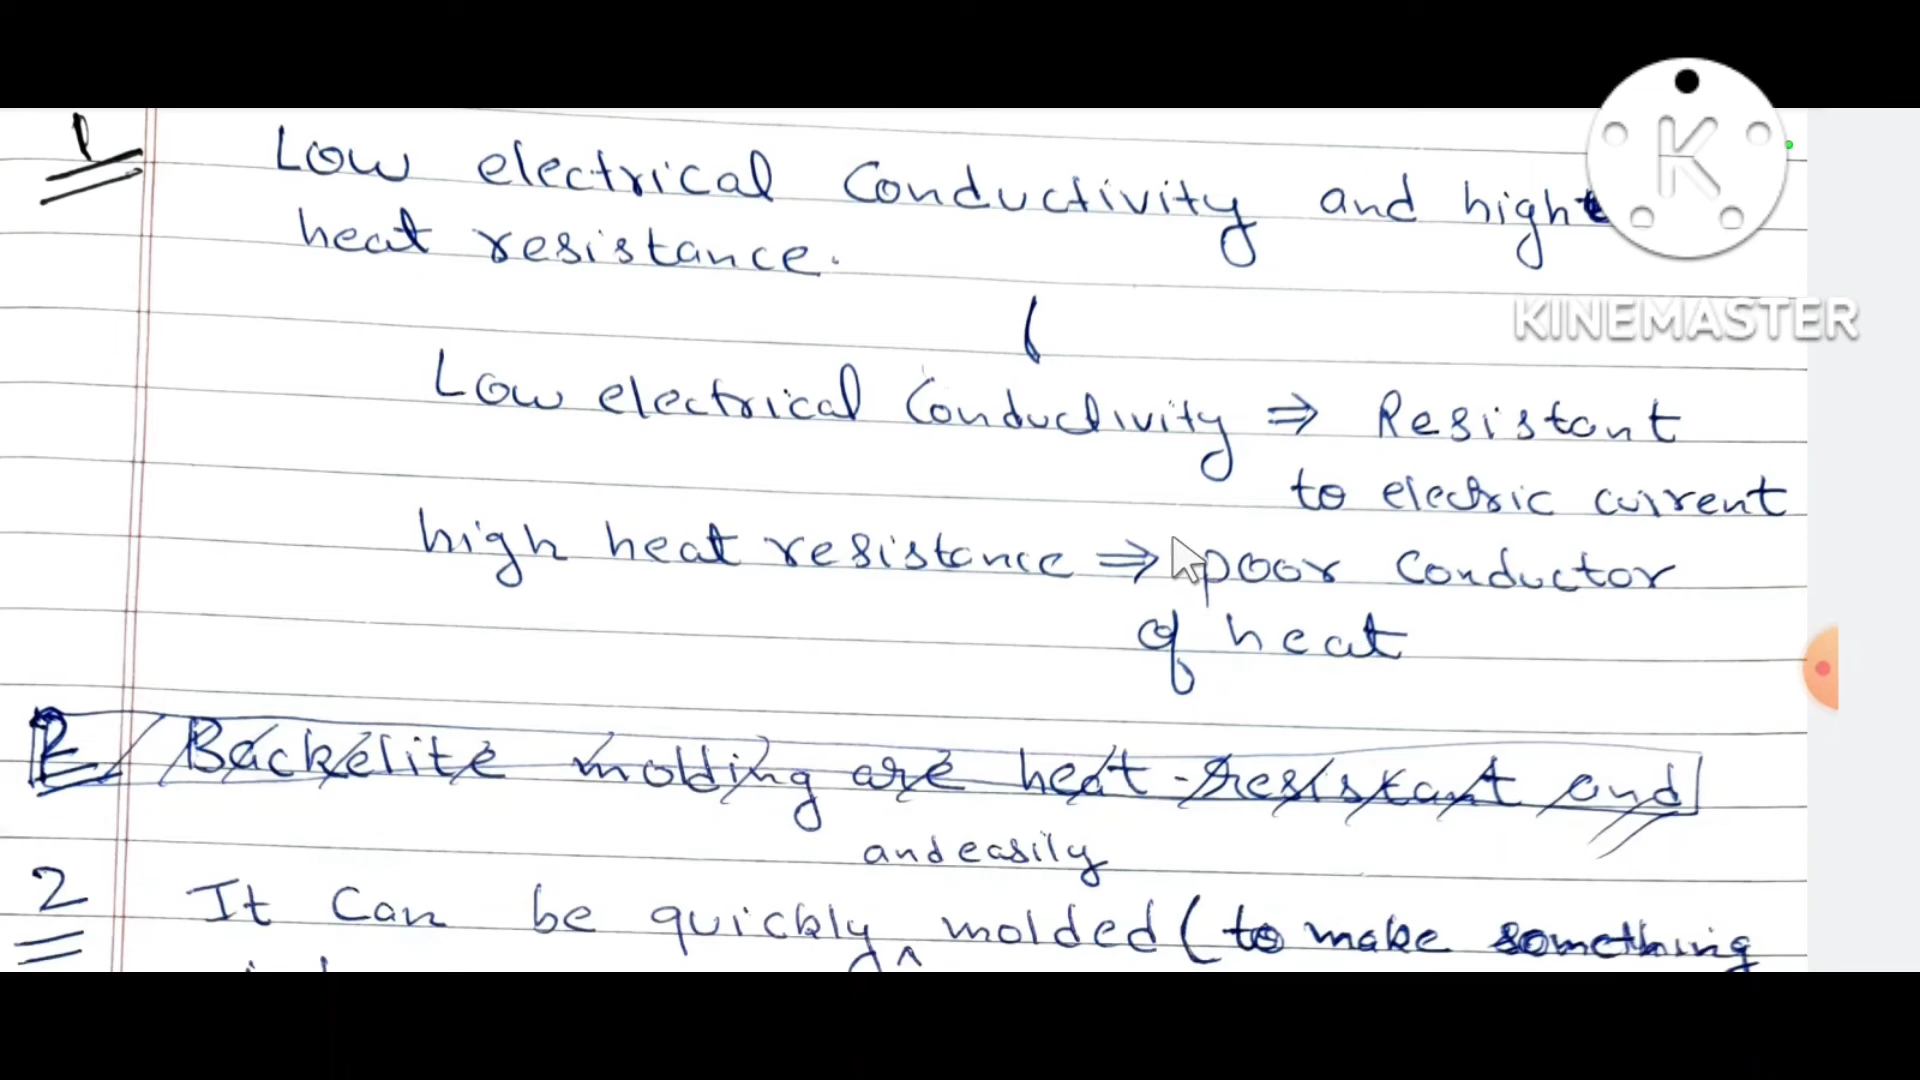 1 Low electrical conductivity and high
heat resistance.
(
Low electrical conductivity ⇒ Resistant
to electric current
high heat resistance ⇒ poor conductor
of heat
2 Backelite molding are heat-resistant and
and easily
2 It can be quickly ^ molded (to make something
KINEMASTER